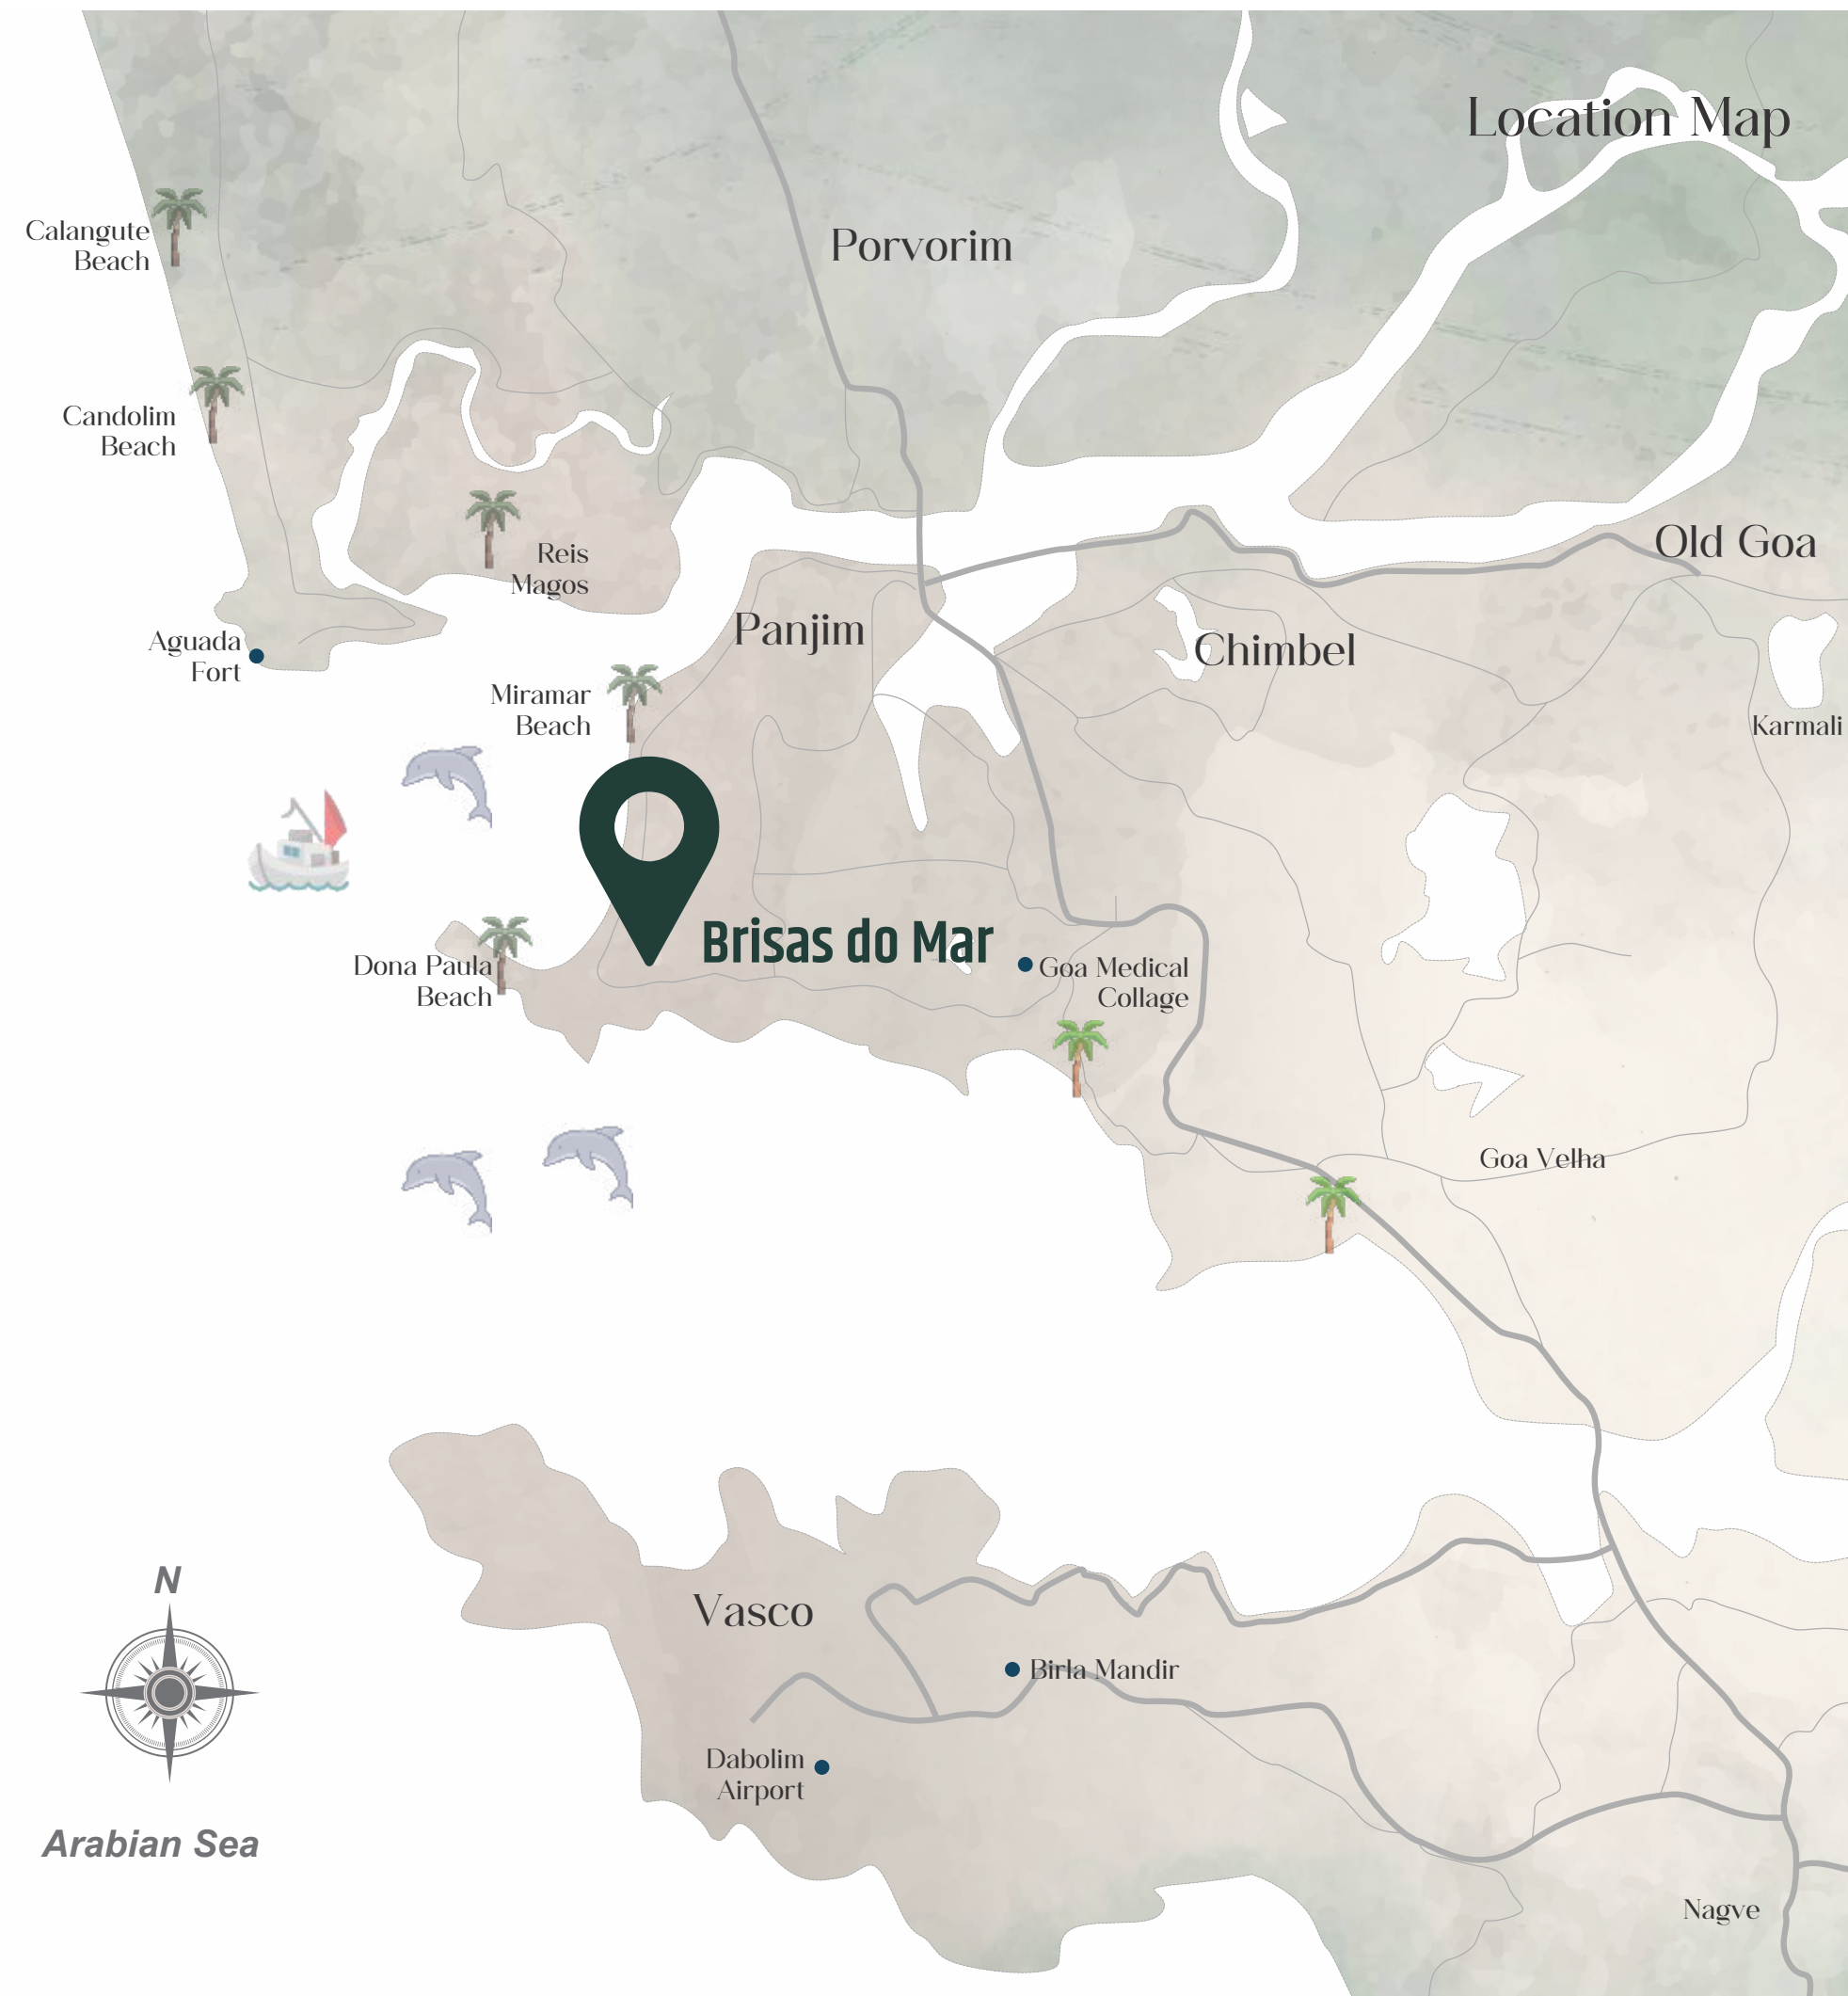 Location Map
Calangute
Beach
Porvorim
Candolim
Beach
Reis
Magos
Old Goa
Aguada
Fort
Panjim
Chimbel
Miramar
Beach
Karmali
Brisas do Mar
Dona Paula
Beach
Goa Medical
Collage
Goa Velha
N
Vasco
Birla Mandir
Dabolim
Airport
Arabian Sea
Nagve